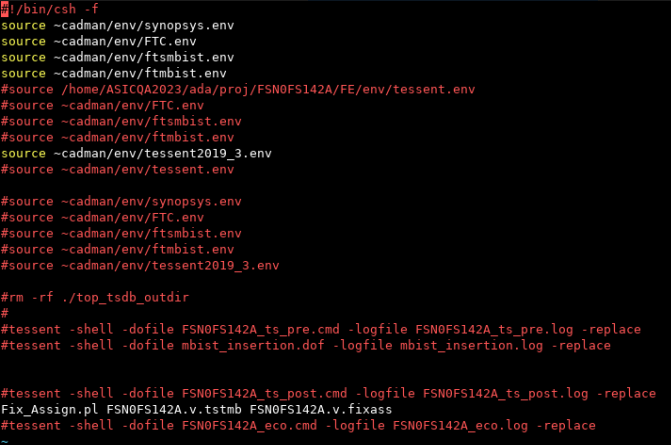 #!/bin/csh -f
source ~cadman/env/synopsys.env
source ~cadman/env/FTC.env
source ~cadman/env/ftsmbist.env
source ~cadman/env/ftmbist.env
#source /home/ASICQA2023/ada/proj/FSN0FS142A/FE/env/tessent.env
#source ~cadman/env/FTC.env
#source ~cadman/env/ftsmbist.env
#source ~cadman/env/ftmbist.env
source ~cadman/env/tessent2019_3.env
#source ~cadman/env/tessent.env
#source ~cadman/env/synopsys.env
#source ~cadman/env/FTC.env
#source ~cadman/env/ftsmbist.env
#source ~cadman/env/ftmbist.env
#source ~cadman/env/tessent2019_3.env
#rm -rf ./top_tsdb_outdir
#
#tessent -shell -dofile FSN0FS142A_ts_pre.cmd -logfile FSN0FS142A_ts_pre.log -replace
#tessent -shell -dofile mbist_insertion.dof -logfile mbist_insertion.log -replace
#tessent -shell -dofile FSN0FS142A_ts_post.cmd -logfile FSN0FS142A_ts_post.log -replace
Fix_Assign.pl FSN0FS142A.v.tstmb FSN0FS142A.v.fixass
#tessent -shell -dofile FSN0FS142A_eco.cmd -logfile FSN0FS142A_eco.log -replace
~